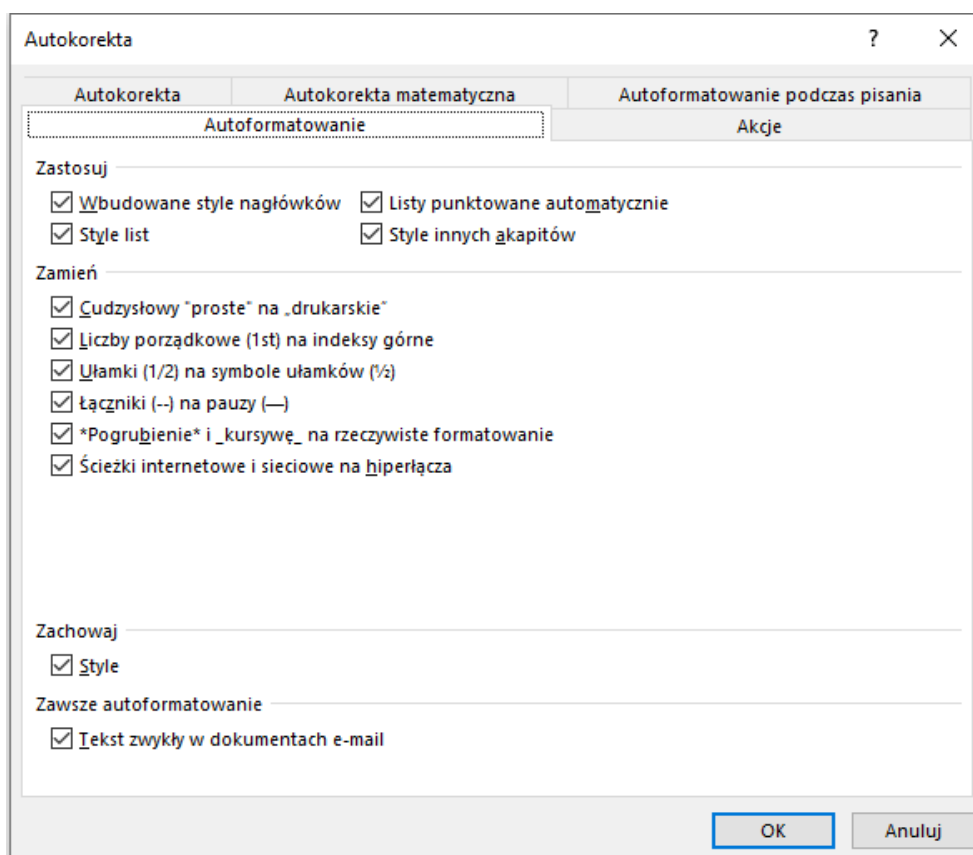 Autokorekta ?
Autokorekta Autokorekta matematyczna Autoformatowanie podczas pisania
Autoformatowanie Akcje
Zastosuj
Wbudowane style nagłówków Listy punktowane automatycznie
Style list Style innych akapitów
Zamień
Cudzysłowy "proste" na „drukarskie”
Liczby porządkowe (1st) na indeksy górne
Ułamki (1/2) na symbole ułamków (½)
Łączniki (--) na pauzy (—)
*Pogrubienie* i _kursywę_ na rzeczywiste formatowanie
Ścieżki internetowe i sieciowe na hiperłącza
Zachowaj
Style
Zawsze autoformatowanie
Tekst zwykły w dokumentach e-mail
OK Anuluj